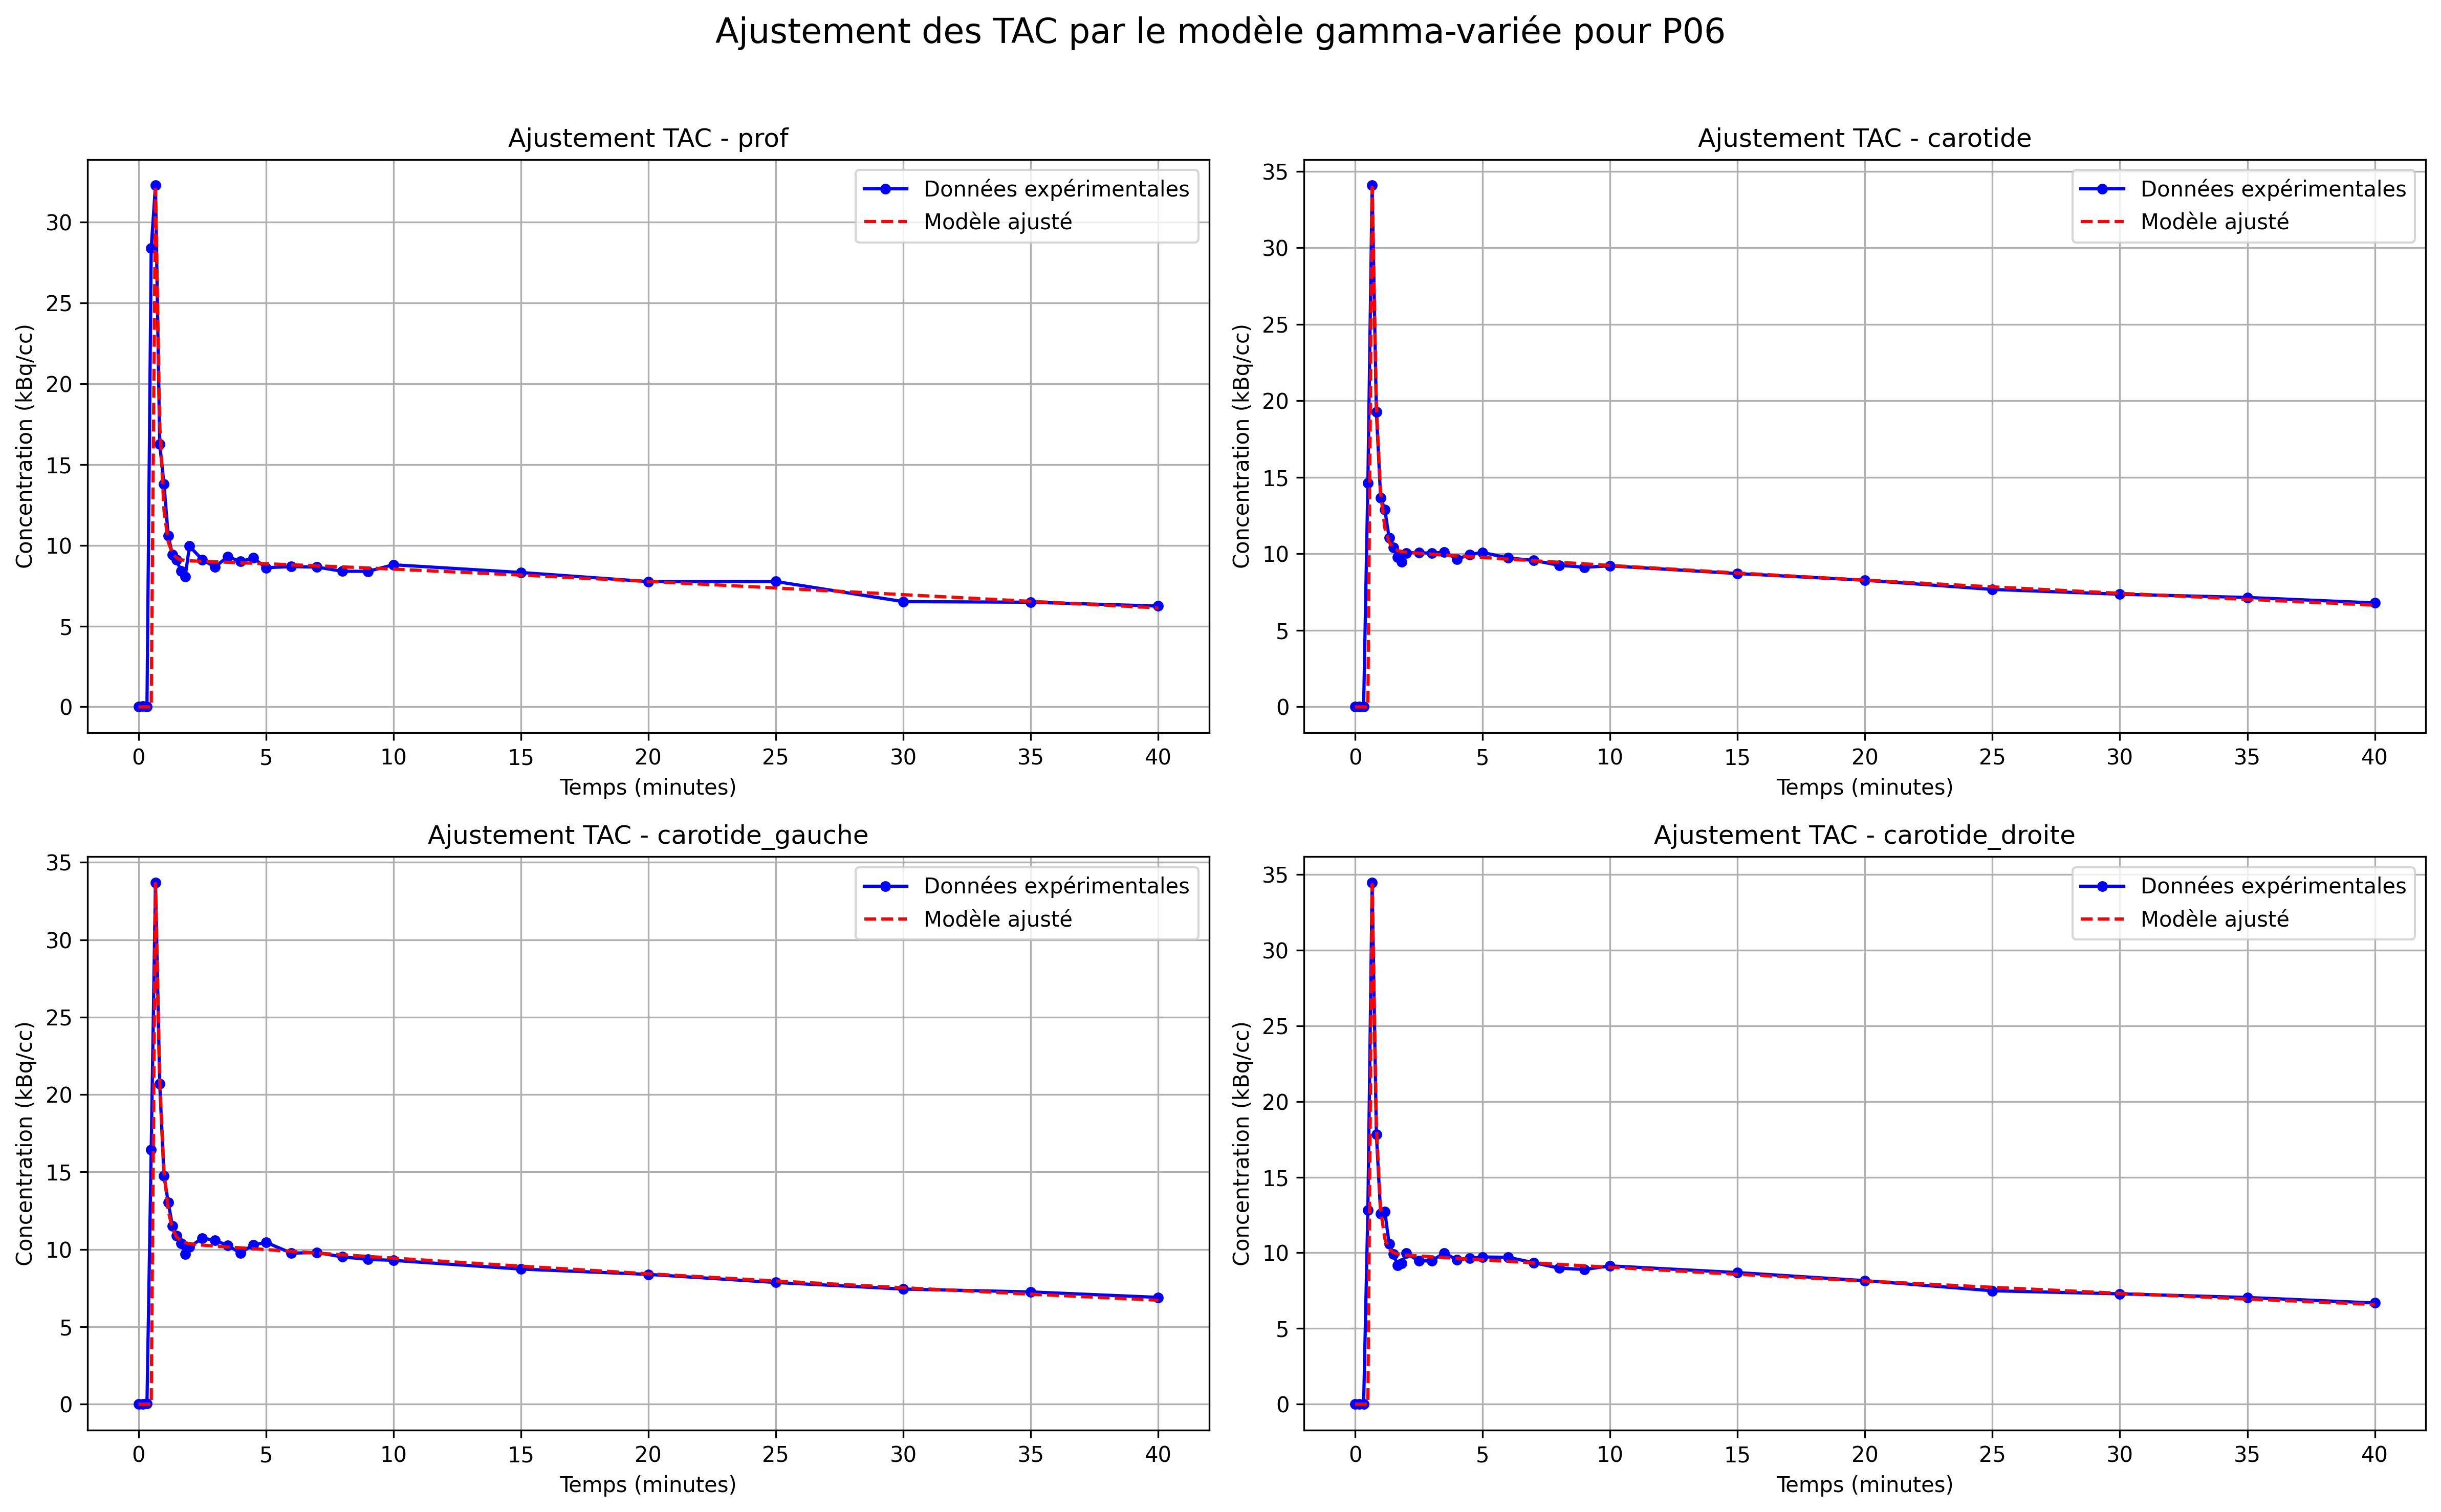 Ajustement des TAC par le modèle gamma-variée pour P06
Ajustement TAC - prof
Concentration (kBq/cc)
30
25
20
15
10
5
0
Données expérimentales
Modèle ajusté
0 5 10 15 20 25 30 35 40
Temps (minutes)
Ajustement TAC - carotide
Concentration (kBq/cc)
35
30
25
20
15
10
5
0
Données expérimentales
Modèle ajusté
0 5 10 15 20 25 30 35 40
Temps (minutes)
Ajustement TAC - carotide_gauche
Concentration (kBq/cc)
35
30
25
20
15
10
5
0
Données expérimentales
Modèle ajusté
0 5 10 15 20 25 30 35 40
Temps (minutes)
Ajustement TAC - carotide_droite
Concentration (kBq/cc)
35
30
25
20
15
10
5
0
Données expérimentales
Modèle ajusté
0 5 10 15 20 25 30 35 40
Temps (minutes)